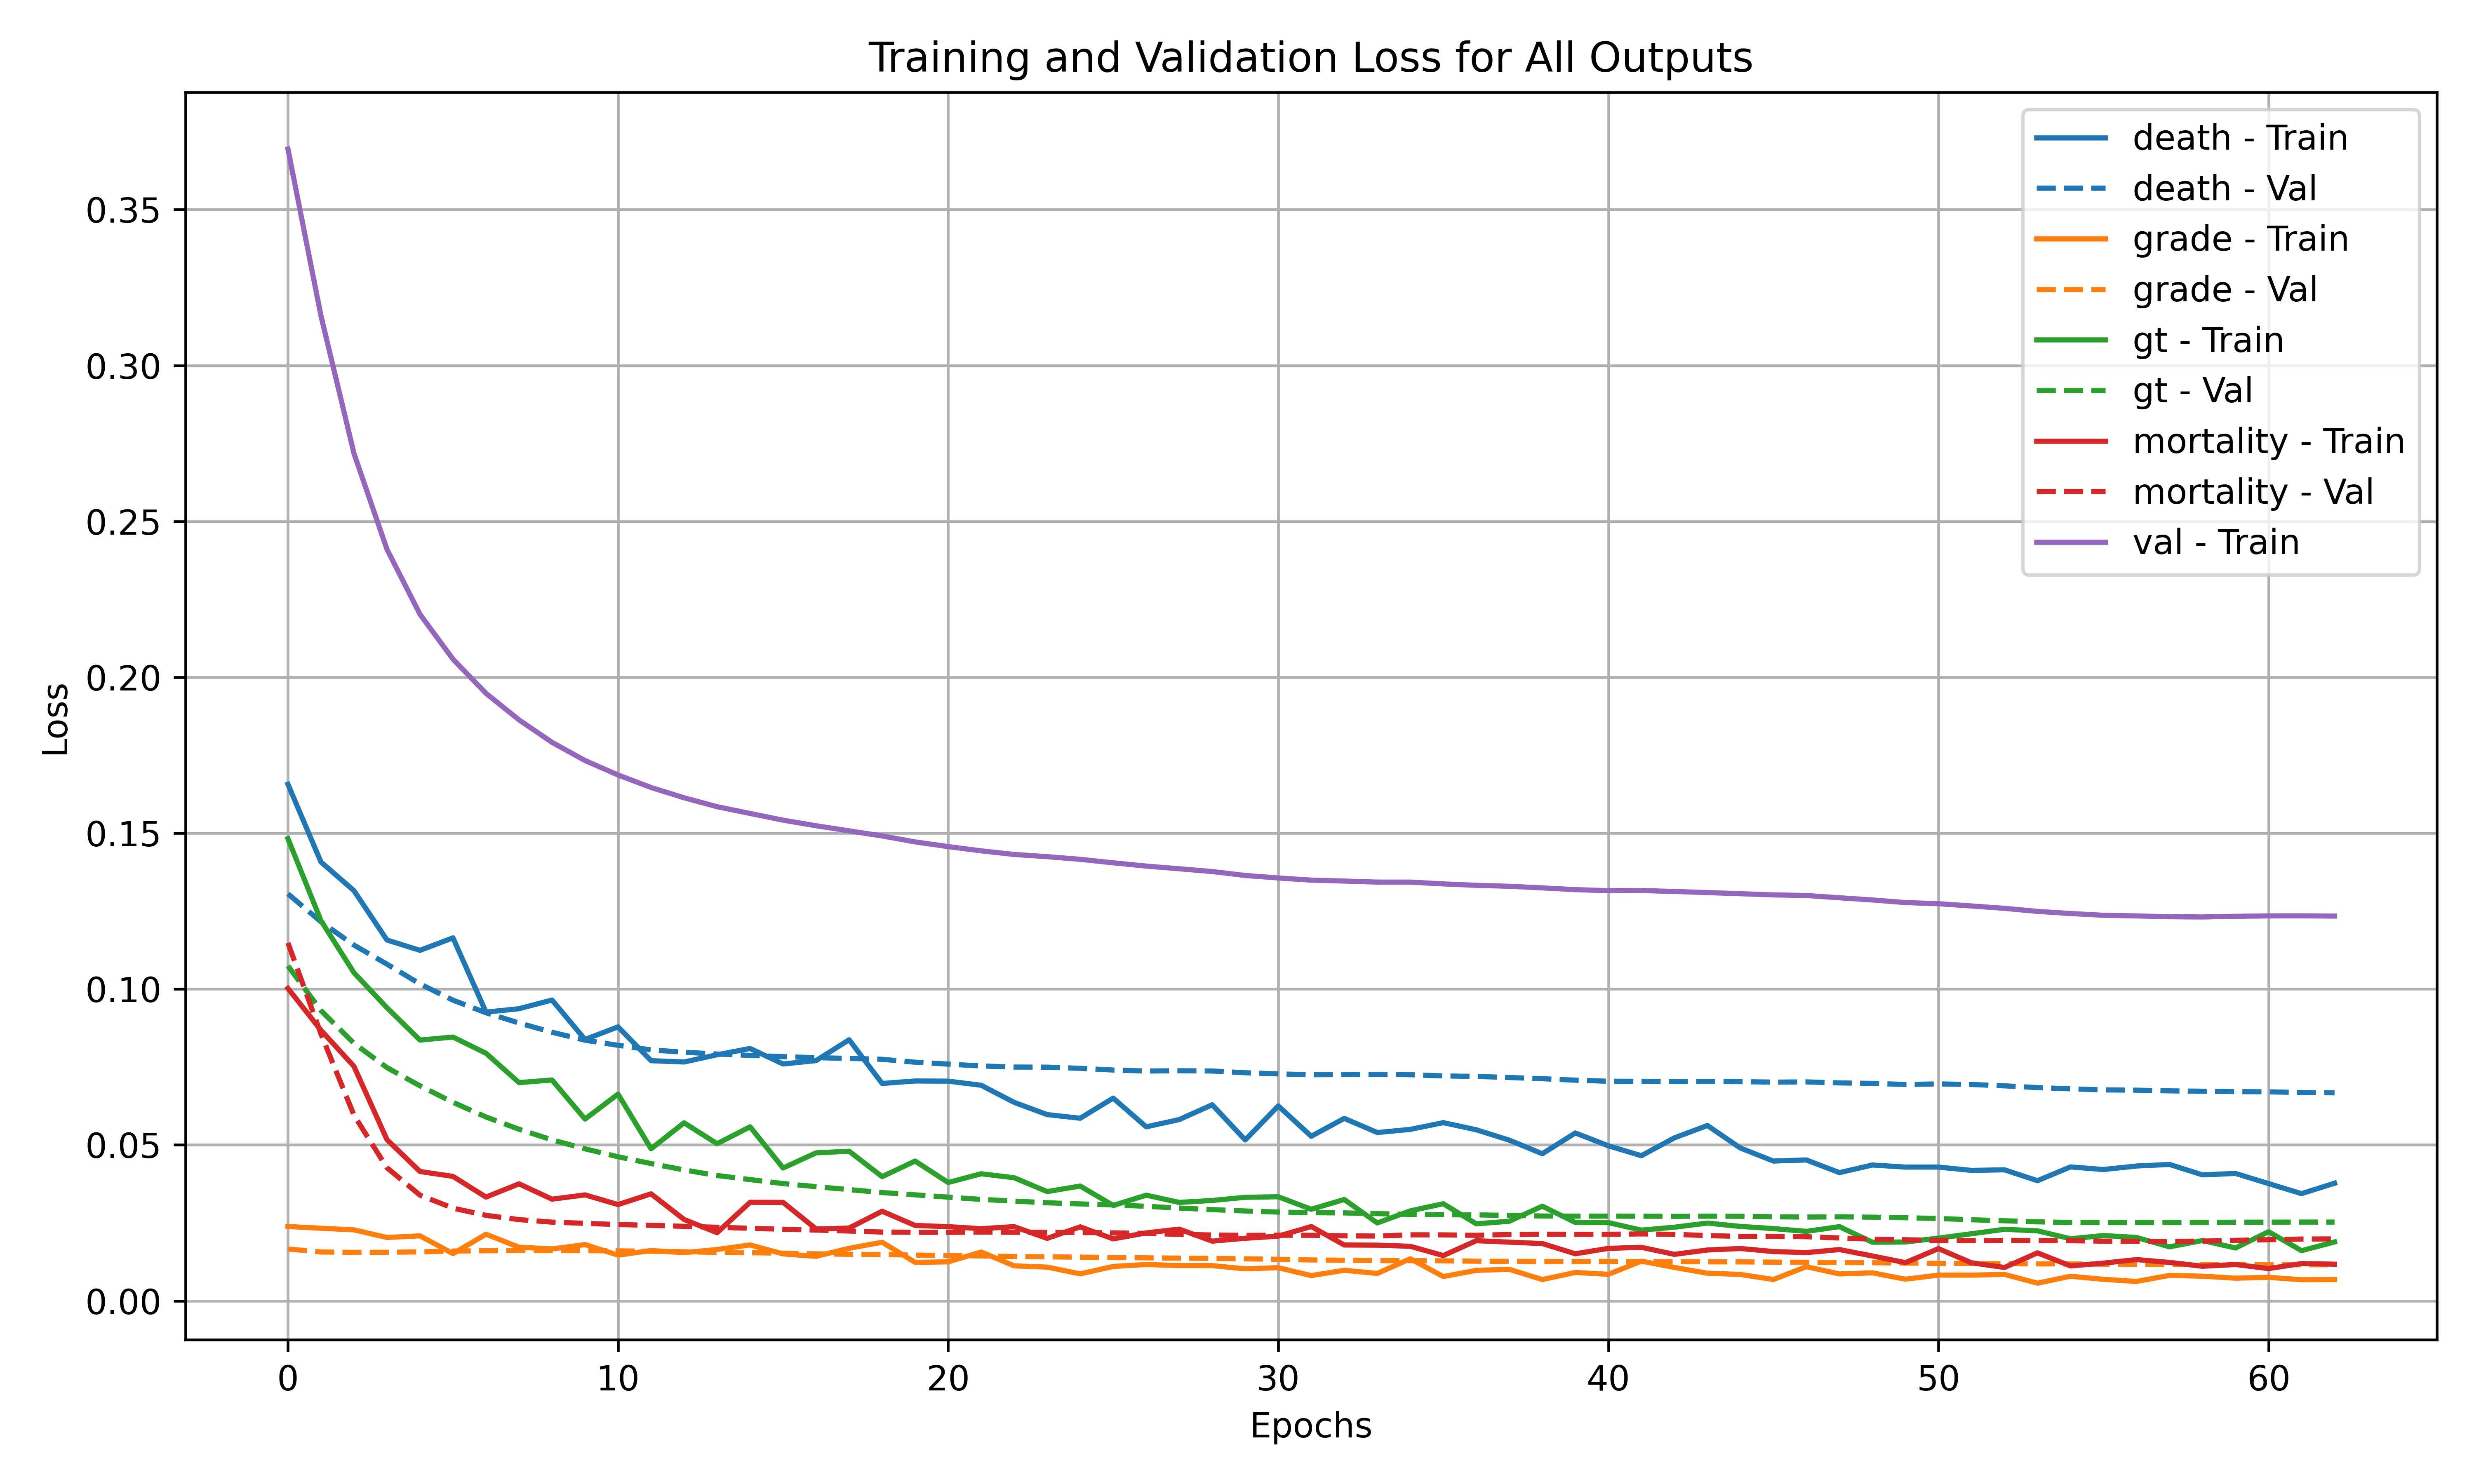 Training and Validation Loss for All Outputs
death - Train
death - Val
grade - Train
grade - Val
gt - Train
gt - Val
mortality - Train
mortality - Val
val - Train
Loss
0.35
0.30
0.25
0.20
0.15
0.10
0.05
0.00
0 10 20 30 40 50 60
Epochs